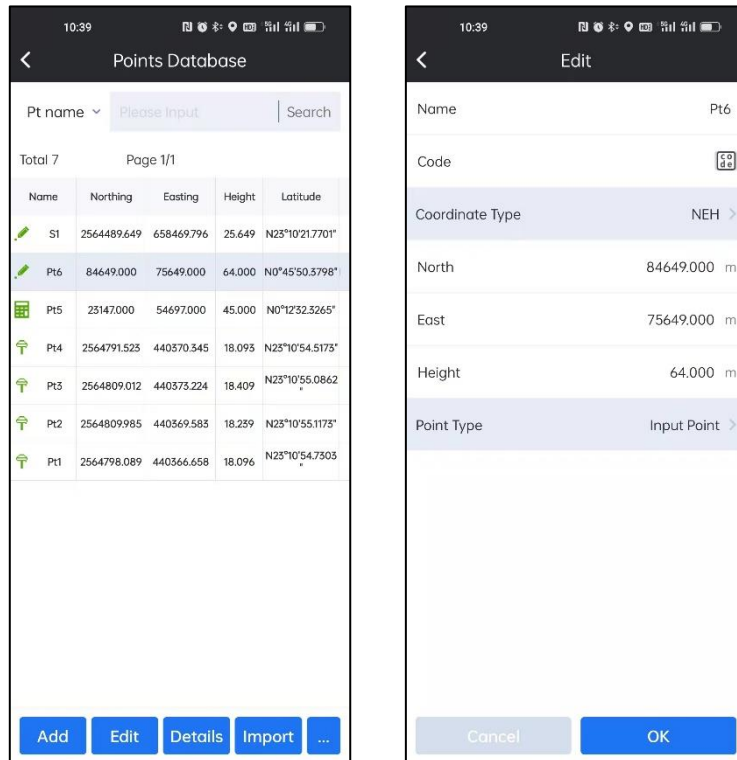 10:39
Points Database
Pt name Please Input Search
Total 7 Page 1/1
Name Northing Easting Height Latitude
S1 2564489.649 658469.796 25.649 N23°10'21.7701"
Pt6 84649.000 75649.000 64.000 N0°45'50.3798"
Pt5 23147.000 54697.000 45.000 N0°12'32.3265"
Pt4 2564791.523 440370.345 18.093 N23°10'54.5173"
Pt3 2564809.012 440373.224 18.409 N23°10'55.0862"
Pt2 2564809.985 440369.583 18.239 N23°10'55.1173"
Pt1 2564798.089 440366.658 18.096 N23°10'54.7303"
Add Edit Details Import ...
10:39
Edit
Name Pt6
Code code
Coordinate Type NEH
North 84649.000 m
East 75649.000 m
Height 64.000 m
Point Type Input Point
Cancel OK